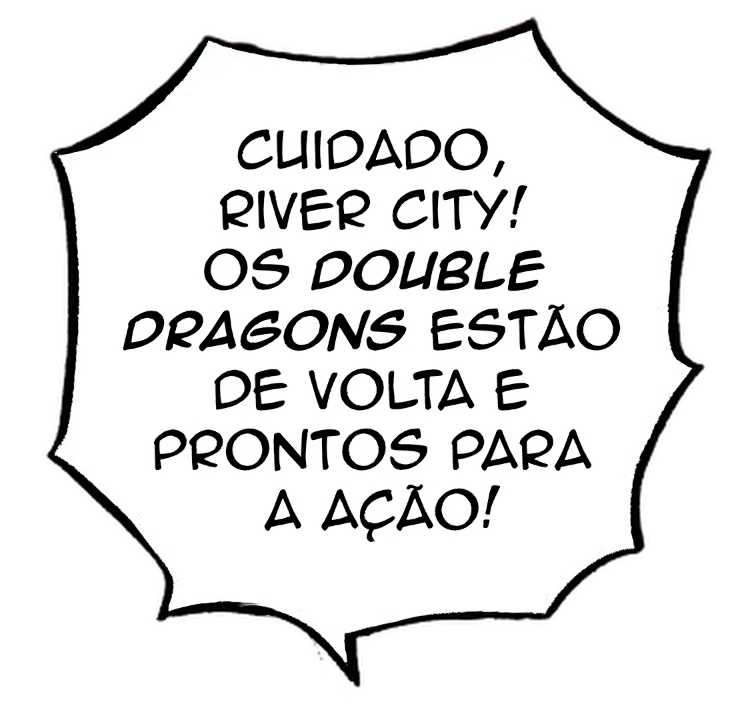 CUIDADO,
RIVER CITY!
OS DOUBLE
DRAGONS ESTÃO
DE VOLTA E
PRONTOS PARA
A AÇÃO!